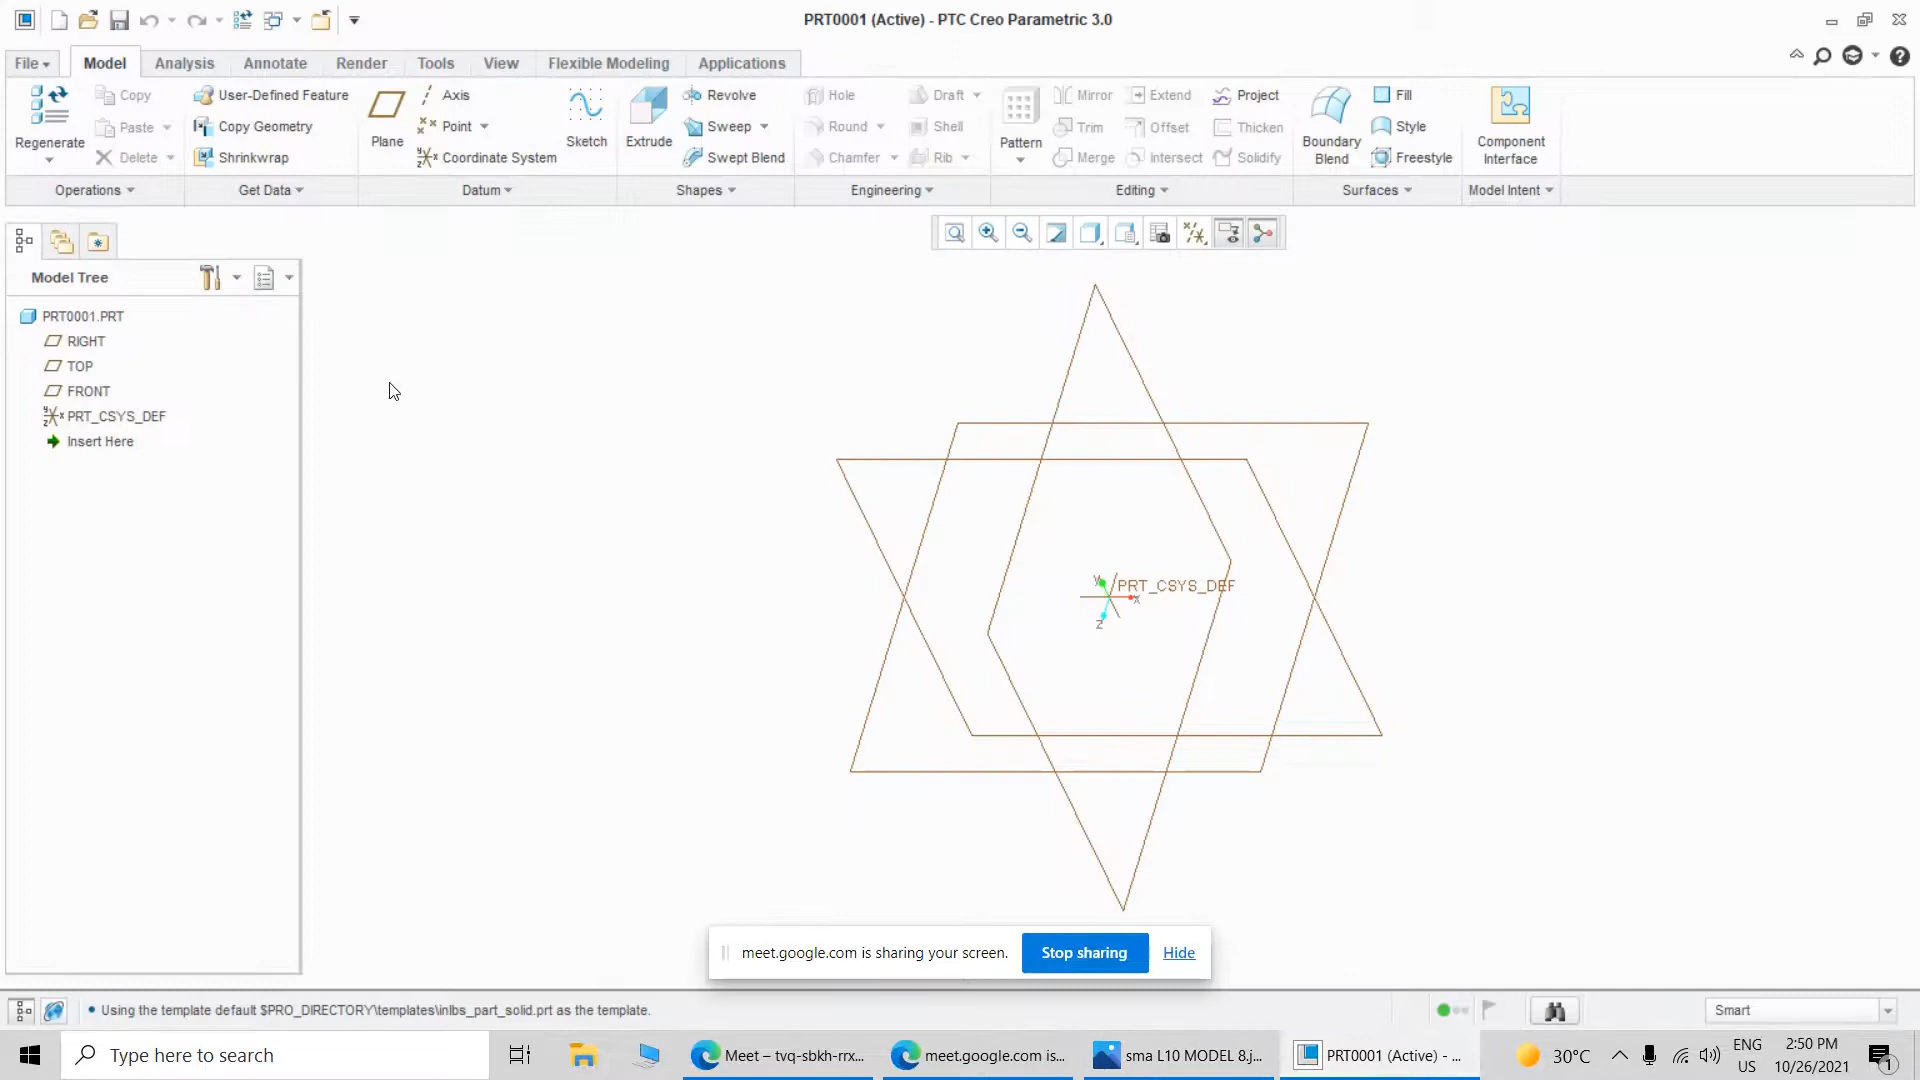 PRT0001 (Active) - PTC Creo Parametric 3.0
File Model Analysis Annotate Render Tools View Flexible Modeling Applications
Regenerate
Copy
Paste
Delete
Operations
User-Defined Feature
Copy Geometry
Shrinkwrap
Get Data
Plane
Axis
Point
Coordinate System
Sketch
Datum
Extrude
Revolve
Sweep
Swept Blend
Shapes
Hole
Round
Chamfer
Draft
Shell
Rib
Engineering
Pattern
Mirror
Trim
Merge
Extend
Offset
Intersect
Project
Thicken
Solidify
Editing
Boundary
Blend
Fill
Style
Freestyle
Surfaces
Component
Interface
Model Intent
Model Tree
PRT0001.PRT
RIGHT
TOP
FRONT
PRT_CSYS_DEF
Insert Here
PRT_CSYS_DEF
Y
X
Z
meet.google.com is sharing your screen. Stop sharing Hide
• Using the template default $PRO_DIRECTORY\templates\inlbs_part_solid.prt as the template.
Smart
Type here to search
Meet – tvq-sbkh-rrx...
meet.google.com is...
sma L10 MODEL 8.j...
PRT0001 (Active) - ...
30°C
ENG
US
2:50 PM
10/26/2021
1